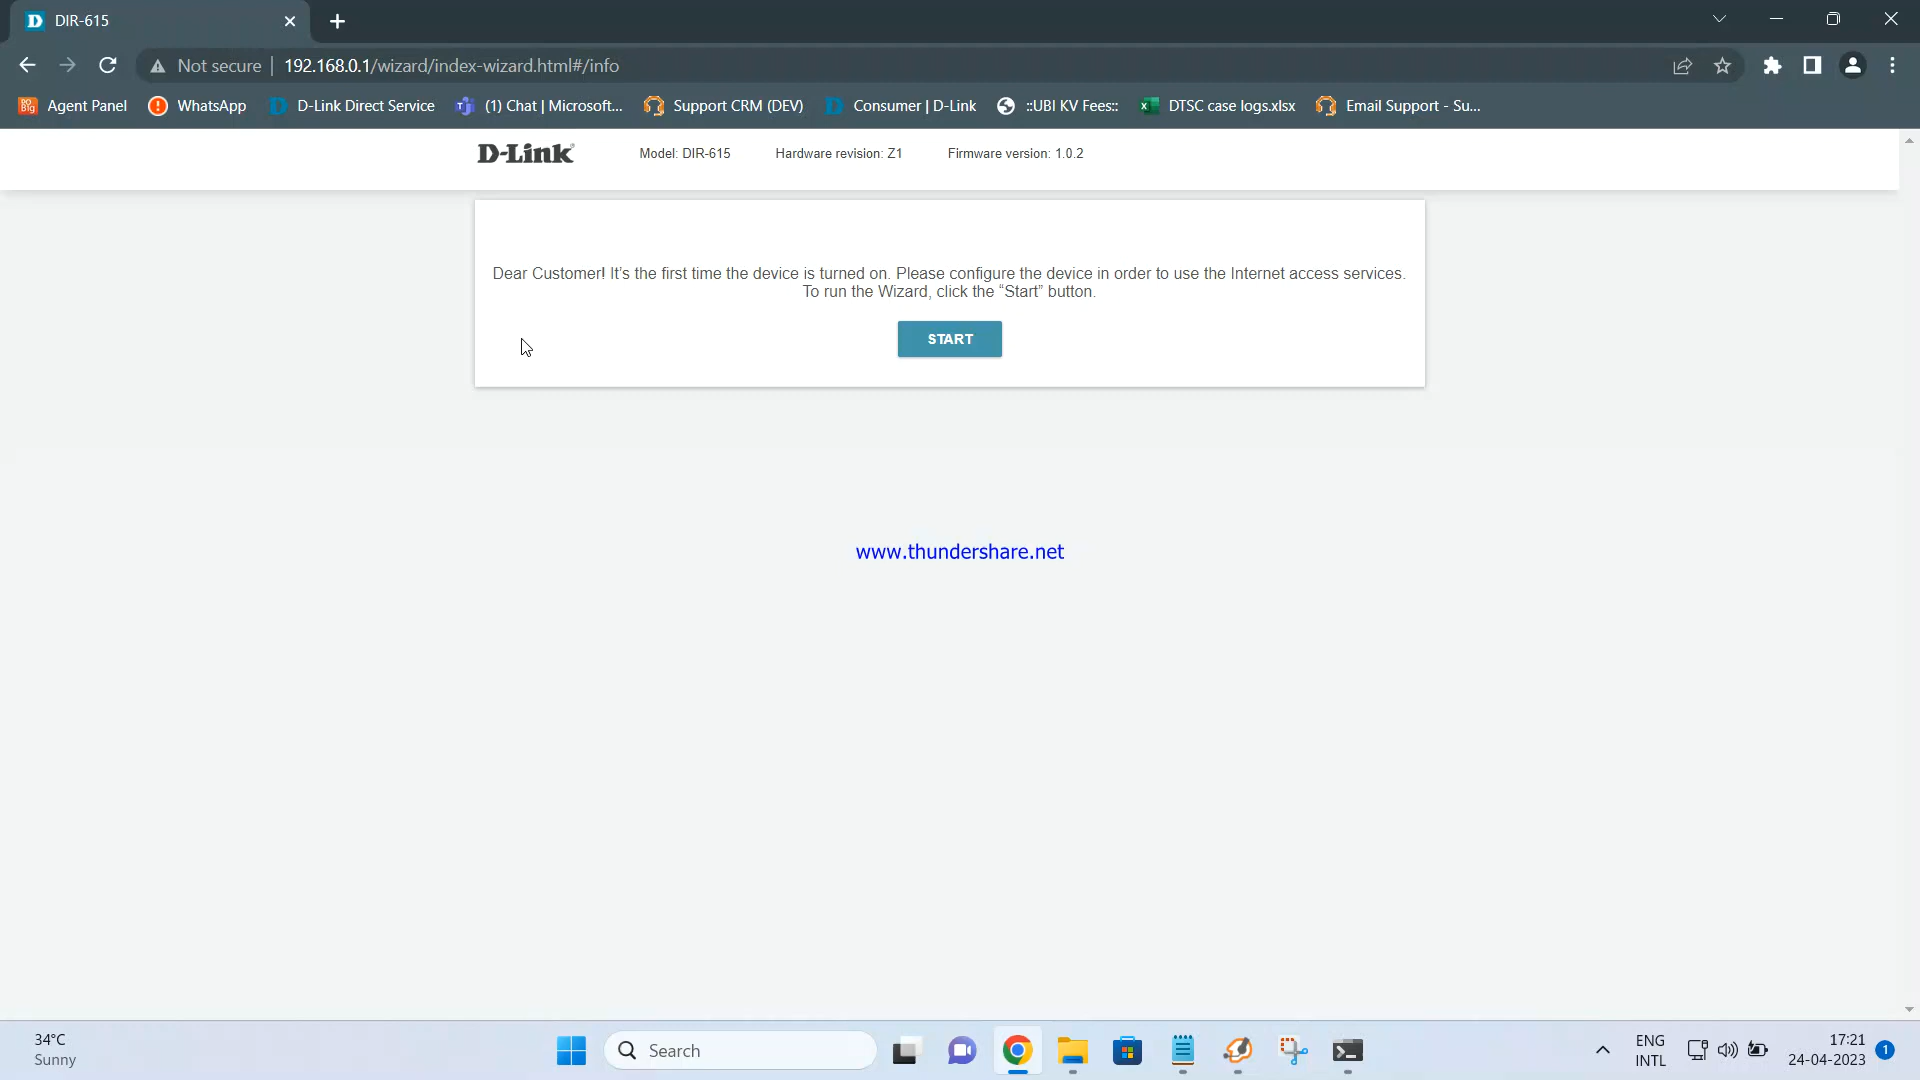 DIR-615
Not secure
192.168.0.1/wizard/index-wizard.html#/info
Agent Panel
WhatsApp
D-Link Direct Service
(1) Chat | Microsoft...
Support CRM (DEV)
Consumer | D-Link
::UBI KV Fees::
DTSC case logs.xlsx
Email Support - Su...
D-Link
Model: DIR-615
Hardware revision: Z1
Firmware version: 1.0.2
Dear Customer! It's the first time the device is turned on. Please configure the device in order to use the Internet access services.
To run the Wizard, click the “Start” button.
START
www.thundershare.net
34°C
Sunny
Search
ENG
INTL
17:21
24-04-2023
1